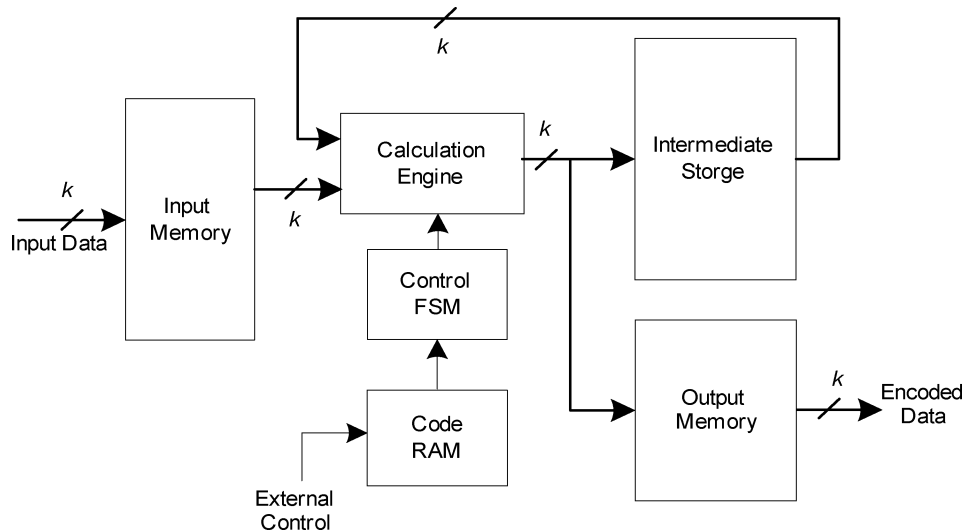 k
k
Input Data
Input
Memory
k
Calculation
Engine
k
Intermediate
Storge
Control
FSM
Code
RAM
External
Control
Output
Memory
k
Encoded
Data